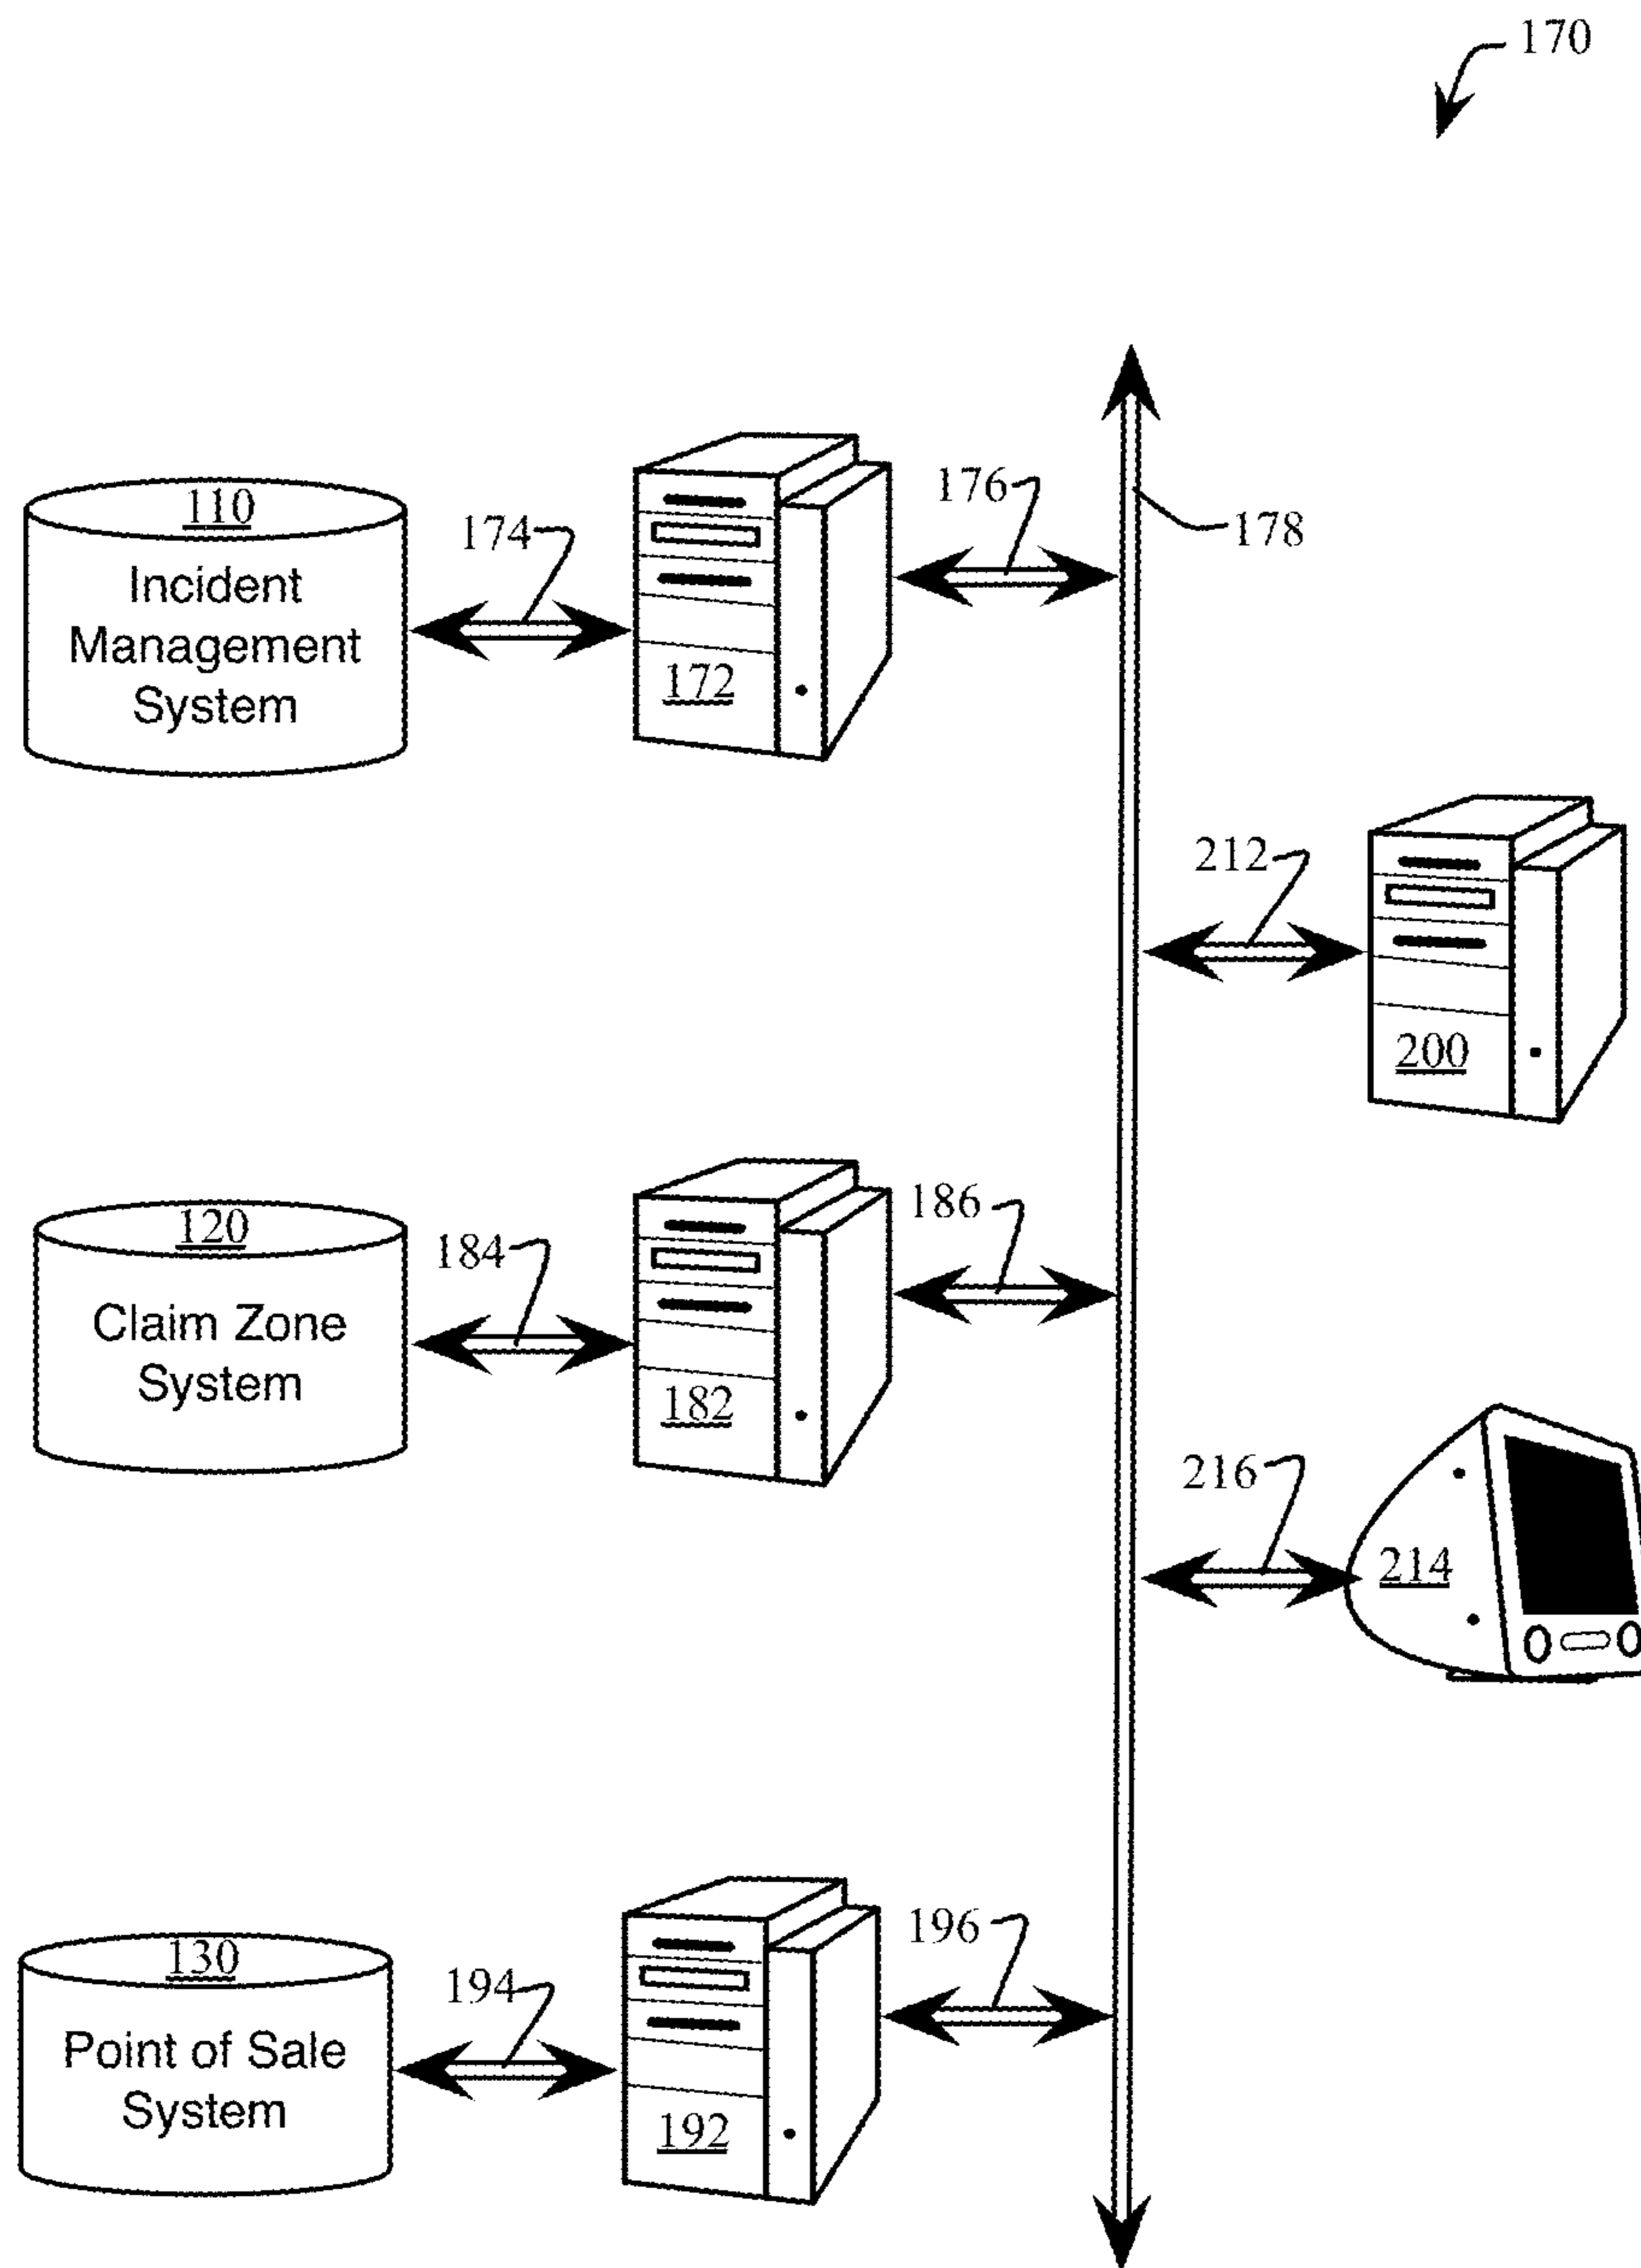 170
110
Incident
Management
System
174
172
176
178
212
200
120
Claim Zone
System
184
182
186
216
214
130
Point of Sale
System
194
192
196